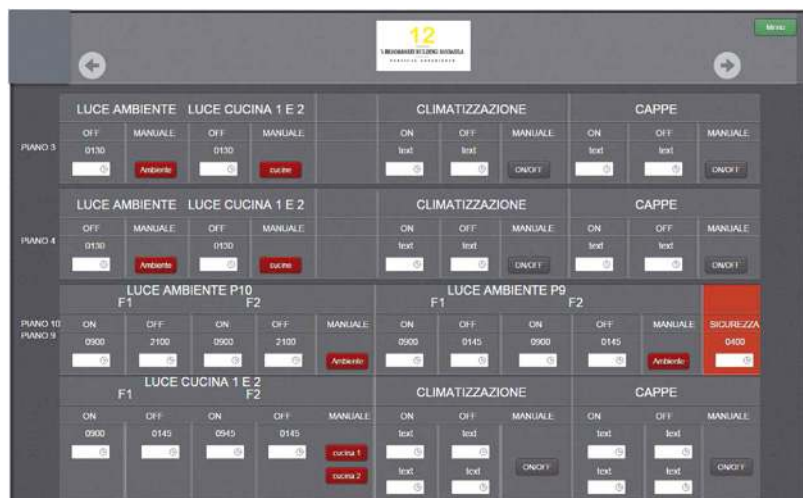 Menu
12
LUCE AMBIENTE LUCE CUCINA 1 E 2 CLIMATIZZAZIONE CAPPE
OFF MANUALE OFF MANUALE ON OFF MANUALE ON OFF MANUALE
PIANO 3 0130 0130 text text text text
Ambiente cucine ON/OFF ON/OFF
LUCE AMBIENTE LUCE CUCINA 1 E 2 CLIMATIZZAZIONE CAPPE
OFF MANUALE OFF MANUALE ON OFF MANUALE ON OFF MANUALE
PIANO 4 0130 0130 text text text text
Ambiente cucine ON/OFF ON/OFF
LUCE AMBIENTE P10 LUCE AMBIENTE P9
F1 F2 F1 F2
PIANO 10 ON OFF ON OFF MANUALE ON OFF ON OFF MANUALE SICUREZZA
PIANO 9 0900 2100 0900 2100 0900 0145 0900 0145 0400
Ambiente Ambiente
LUCE CUCINA 1 E 2 CLIMATIZZAZIONE CAPPE
F1 F2
ON OFF ON OFF MANUALE ON OFF MANUALE ON OFF MANUALE
0900 0145 0945 0145 text text text text
cucina 1
text text ON/OFF text text ON/OFF
cucina 2